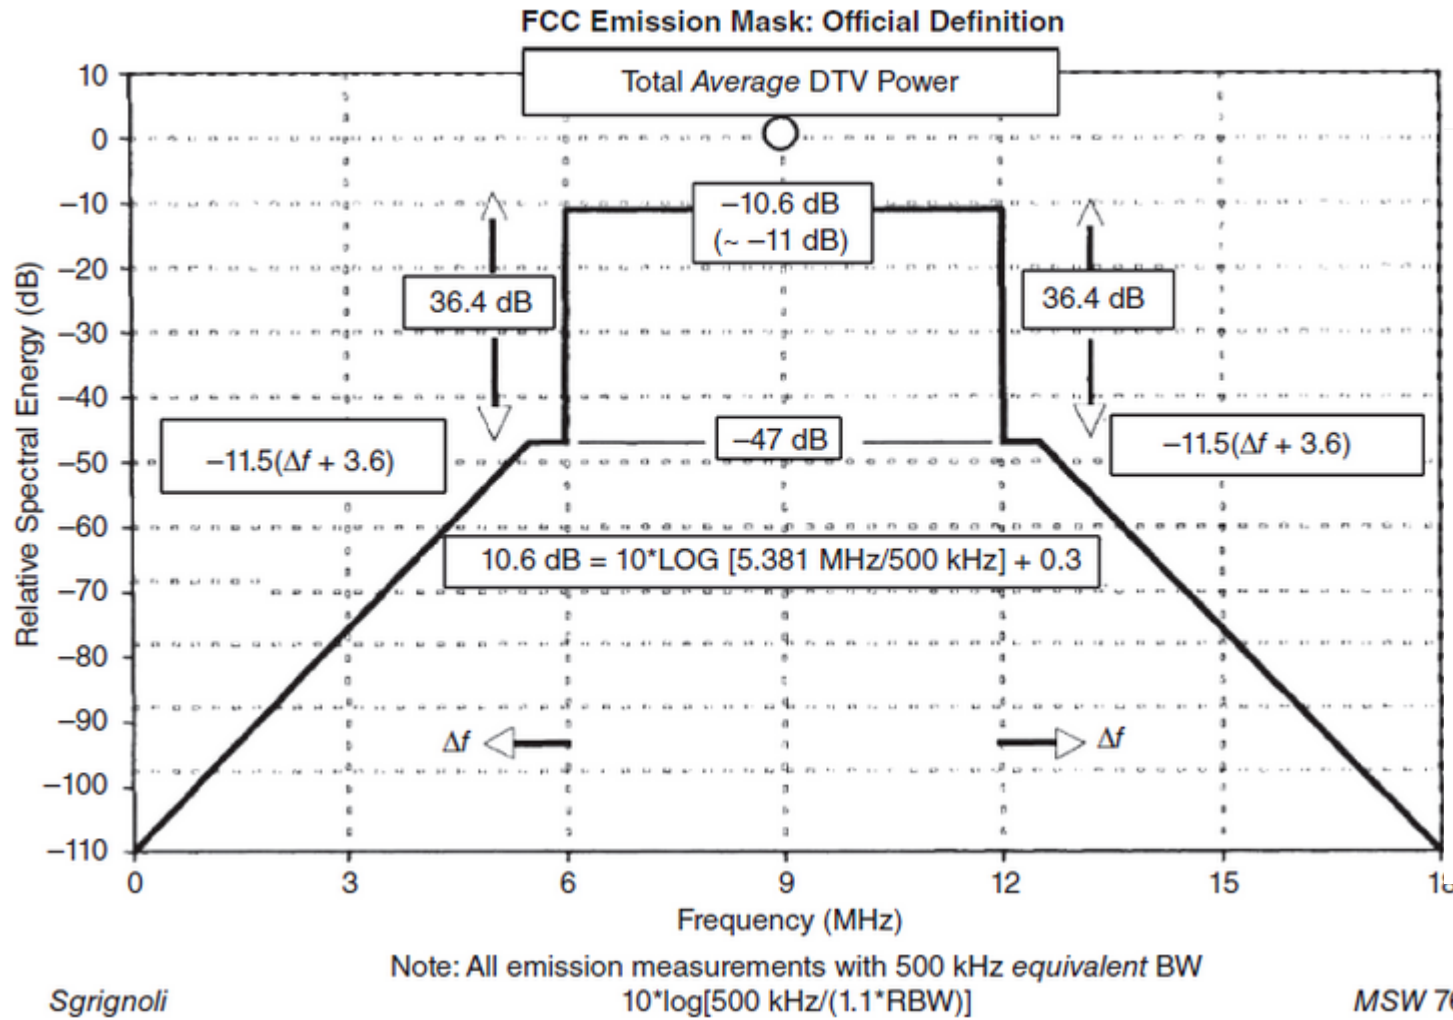 FCC Emission Mask: Official Definition
Total Average DTV Power
10
0
–10
–20
–30
–40
–50
–60
–70
–80
–90
–100
–110
Relative Spectral Energy (dB)
–10.6 dB
(~ –11 dB)
36.4 dB
36.4 dB
–47 dB
–11.5(Δf + 3.6)
–11.5(Δf + 3.6)
10.6 dB = 10*LOG [5.381 MHz/500 kHz] + 0.3
Δf
Δf
0 3 6 9 12 15
Frequency (MHz)
Note: All emission measurements with 500 kHz equivalent BW
10*log[500 kHz/(1.1*RBW)]
Sgrignoli
MSW